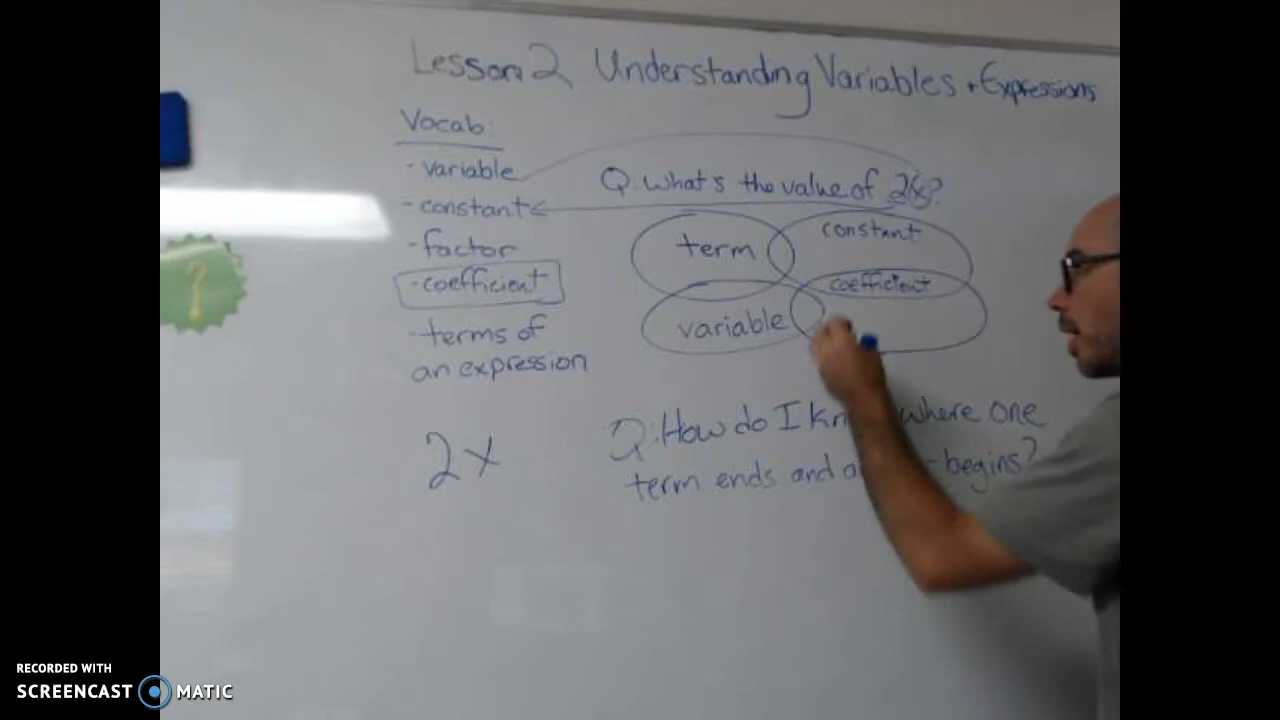 Lesson 2 Understanding Variables + Expressions
Vocab:
- variable
Q What's the value of 2(x)?
- constant
- factor
- coefficient
- terms of
an expression
term
constant
coefficient
variable
2x
Q: How do I where one
term ends and begins?
?
RECORDED WITH
SCREENCAST MATIC